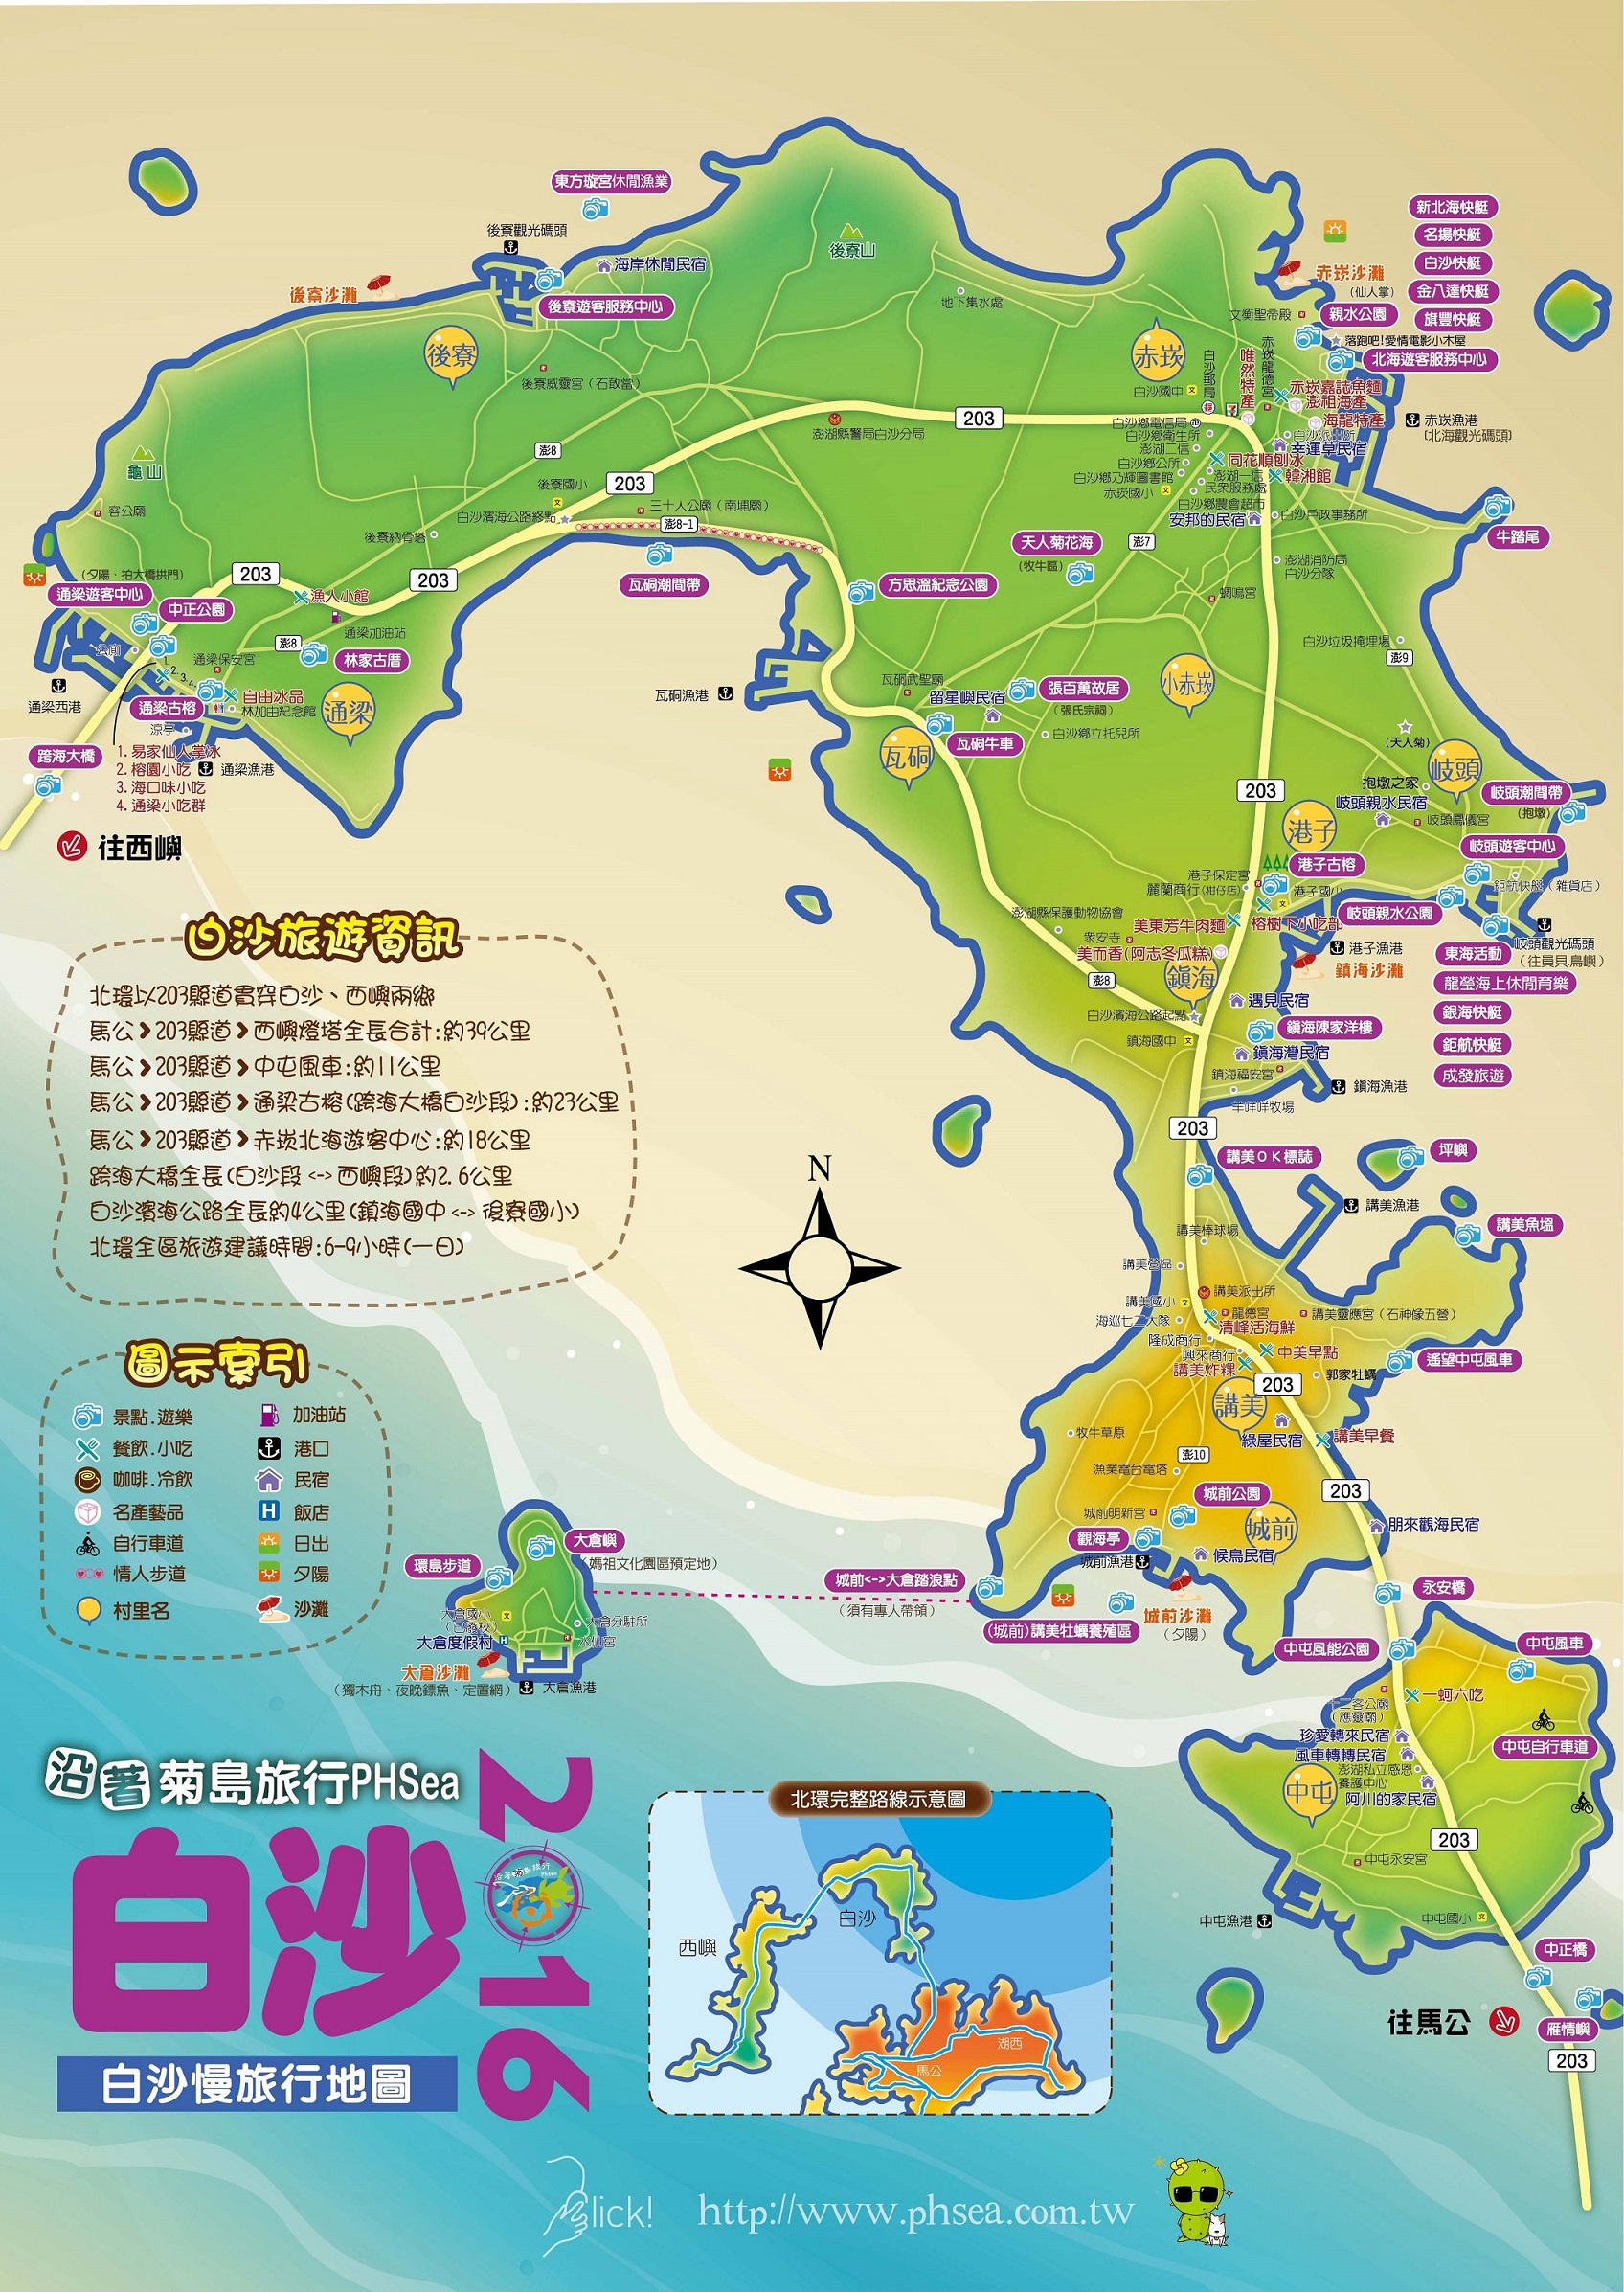 東方璇宮休閒漁業
後寮觀光碼頭
海岸休閒民宿
後寮沙灘
後寮遊客服務中心
後寮山
地下集水處
後寮
後寮威靈宮（石敢當）
新北海快艇
名揚快艇
白沙快艇
金八達快艇
旗豐快艇
赤崁沙灘
(仙人掌)
文衡聖帝殿
親水公園
落跑吧!愛情電影小木屋
北海遊客服務中心
赤崁
白沙國中
白沙郵局
唯然特產
赤崁龍德宮
赤崁嘉誌魚麵
澎祖海產
海龍特產
赤崁漁港
(北海觀光碼頭)
幸運草民宿
白沙鄉電信局
白沙鄉衛生所
澎湖二信
白沙鄉公所
白沙鄉乃輝圖書館
赤崁國小
同花順刨冰
澎湖一信
韓湘館
民眾服務處
白沙鄉農會超市
安邦的民宿
白沙戶政事務所
203
澎湖縣警局白沙分局
龜山
澎8
203
後寮國小
白沙濱海公路終點
三十人公廟（南埔廟）
澎8-1
客公廟
後寮納骨塔
瓦硐潮間帶
方思溫紀念公園
天人菊花海
(牧牛區)
澎7
牛踏尾
澎湖消防局
白沙分隊
蜩鳴宮
白沙垃圾掩埋場
澎9
(夕陽、拍大橋拱門)
通梁遊客中心
中正公園
203
203
漁人小館
通梁加油站
澎8
林家古厝
通梁保安宮
通梁西港
通梁古榕
自由冰品
林加由紀念館
通梁
涼亭
通梁漁港
跨海大橋
1. 易家仙人掌冰
2. 榕園小吃
3. 海口味小吃
4. 通梁小吃群
往西嶼
瓦硐漁港
瓦硐武聖廟
留星嶼民宿
張百萬故居
(張氏宗祠)
瓦硐牛車
白沙鄉立托兒所
瓦硐
小赤崁
(天人菊)
岐頭
抱墩之家
岐頭親水民宿
岐頭鳳儀宮
岐頭潮間帶
(抱墩)
岐頭遊客中心
鉅航快艇（雜貨店）
203
港子
港子古榕
港子保定宮
麗蘭商行(柑仔店)
港子國小
岐頭親水公園
澎湖縣保護動物協會
美東芳牛肉麵
榕樹下小吃部
眾安寺
美而香(阿志冬瓜糕)
港子漁港
鎮海沙灘
岐頭觀光碼頭
(往員貝.鳥嶼)
東海活動
龍瑩海上休閒育樂
銀海快艇
鉅航快艇
成發旅遊
鎮海
澎8
遇見民宿
白沙濱海公路起點
鎮海國中
鎮海陳家洋樓
鎮海灣民宿
鎮海福安宮
鎮海漁港
羊咩咩牧場
203
白沙旅遊資訊
北環以203縣道貫穿白沙、西嶼兩鄉
馬公❯203縣道❯西嶼燈塔全長合計:約39公里
馬公❯203縣道❯中屯風車:約11公里
馬公❯203縣道❯通梁古榕(跨海大橋白沙段):約23公里
馬公❯203縣道❯赤崁北海遊客中心:約18公里
跨海大橋全長(白沙段<->西嶼段)約2.6公里
白沙濱海公路全長約4公里(鎮海國中<->後寮國小)
北環全區旅遊建議時間:6-9小時(一日)
N
講美OK標誌
坪嶼
講美漁港
講美魚塭
講美棒球場
講美營區
講美派出所
講美國小
龍德宮
講美靈應宮（石神像五營）
海巡七二大隊
清峰活海鮮
隆成商行
興來商行
中美早點
講美炸粿
郭家牡蠣
遙望中屯風車
203
講美
綠屋民宿
講美早餐
牧牛草原
澎10
漁業電台電塔
203
城前公園
城前明新宮
城前
觀海亭
城前漁港
候鳥民宿
朋來觀海民宿
圖示索引
景點.遊樂
加油站
餐飲.小吃
港口
咖啡.冷飲
民宿
名產藝品
飯店
自行車道
日出
情人步道
夕陽
村里名
沙灘
大倉嶼
(媽祖文化園區預定地)
環島步道
大倉分駐所
水仙宮
大倉度假村
大倉沙灘
(獨木舟、夜晚鏢魚、定置網)
大倉漁港
城前<->大倉踏浪點
(須有專人帶領)
(城前)講美牡蠣養殖區
城前沙灘
(夕陽)
永安橋
中屯風能公園
中屯風車
一蚵六吃
(應靈廟)
珍愛轉來民宿
風車轉轉民宿
澎湖私立感恩
養護中心
阿川的家民宿
中屯自行車道
中屯
203
中屯永安宮
中屯漁港
中屯國小
中正橋
往馬公
雁情嶼
203
沿著菊島旅行PHSea
2016
白沙
白沙慢旅行地圖
北環完整路線示意圖
白沙
西嶼
湖西
馬公
Click!
http://www.phsea.com.tw